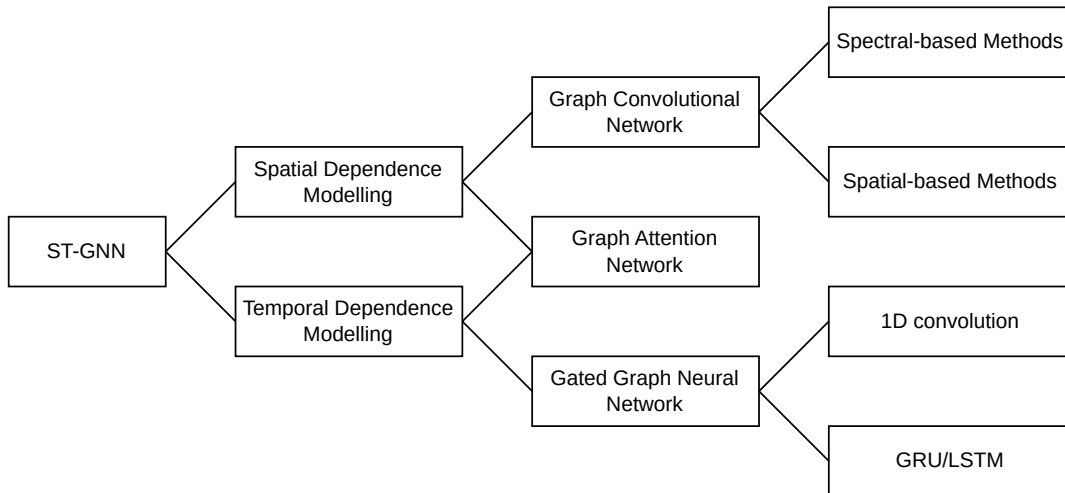 ST-GNN
Spatial Dependence
Modelling
Temporal Dependence
Modelling
Graph Convolutional
Network
Graph Attention
Network
Gated Graph Neural
Network
Spectral-based Methods
Spatial-based Methods
1D convolution
GRU/LSTM